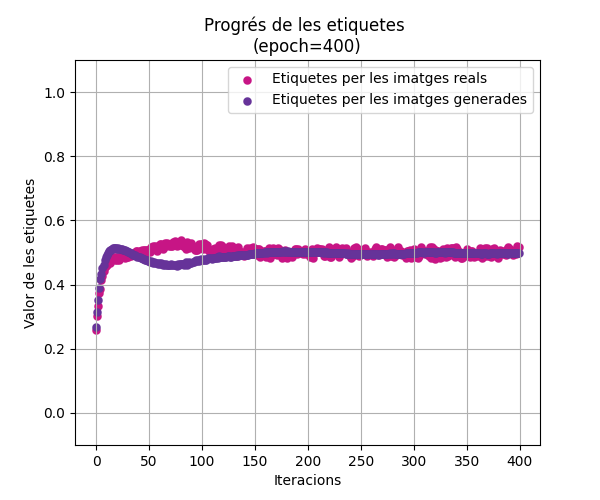 Progrés de les etiquetes
(epoch=400)
Etiquetes per les imatges reals
Etiquetes per les imatges generades
Valor de les etiquetes
1.0
0.8
0.6
0.4
0.2
0.0
0 50 100 150 200 250 300 350 400
Iteracions